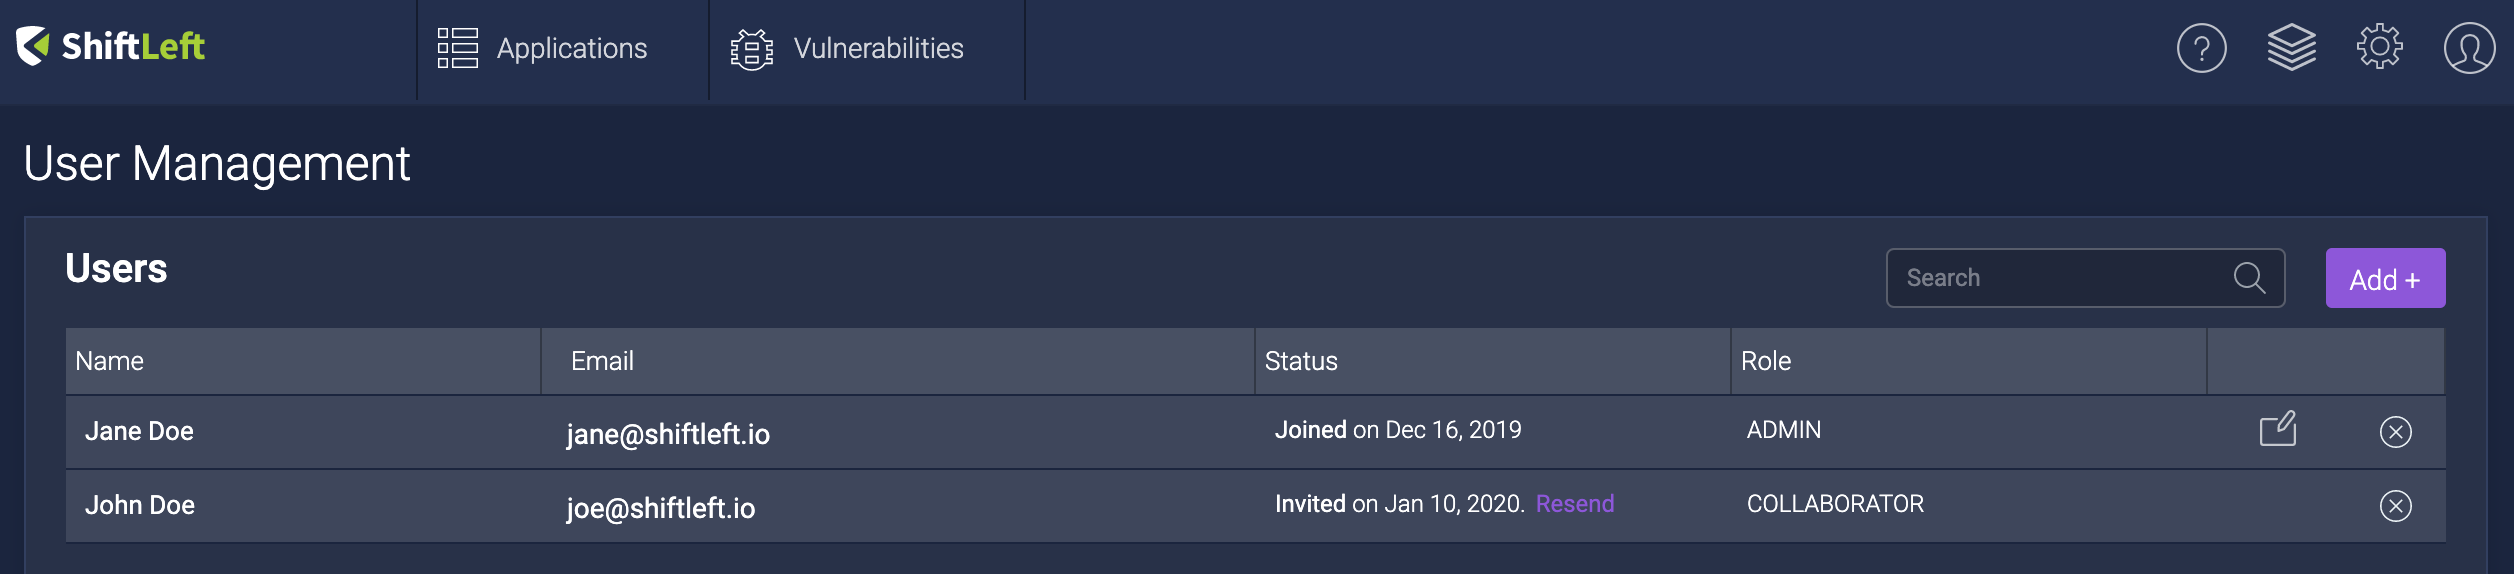 ShiftLeft
Applications
Vulnerabilities
?
User Management
Users
Search
Add +
Name Email Status Role
Jane Doe jane@shiftleft.io Joined on Dec 16, 2019 ADMIN
John Doe joe@shiftleft.io Invited on Jan 10, 2020. Resend COLLABORATOR